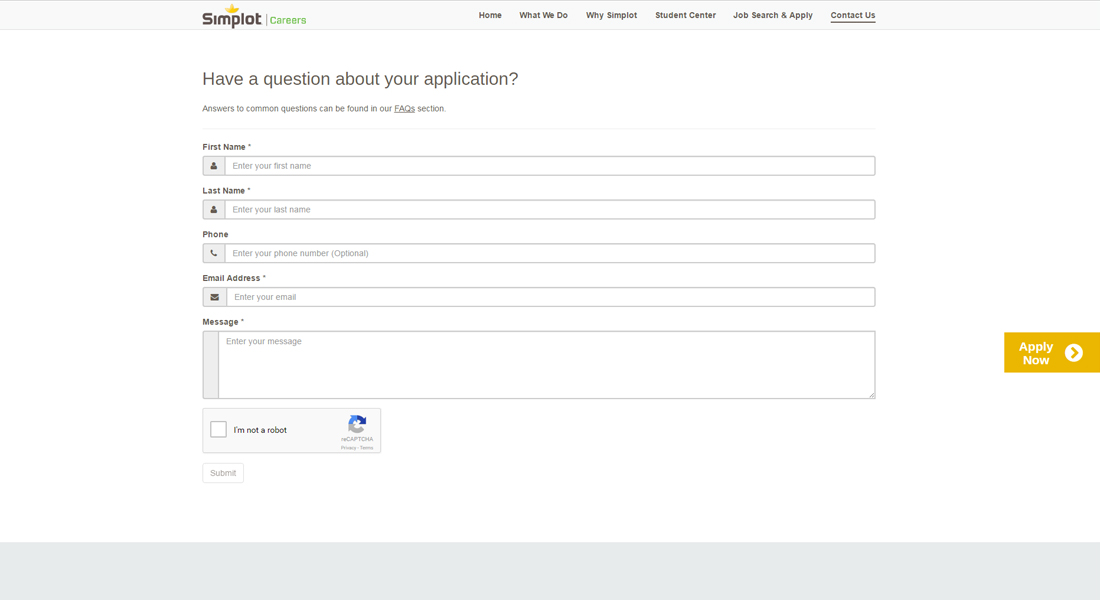 Simplot | Careers
Home What We Do Why Simplot Student Center Job Search & Apply Contact Us
Have a question about your application?
Answers to common questions can be found in our FAQs section.
First Name *
Enter your first name
Last Name *
Enter your last name
Phone
Enter your phone number (Optional)
Email Address *
Enter your email
Message *
Enter your message
Apply
Now
I'm not a robot
reCAPTCHA
Privacy - Terms
Submit